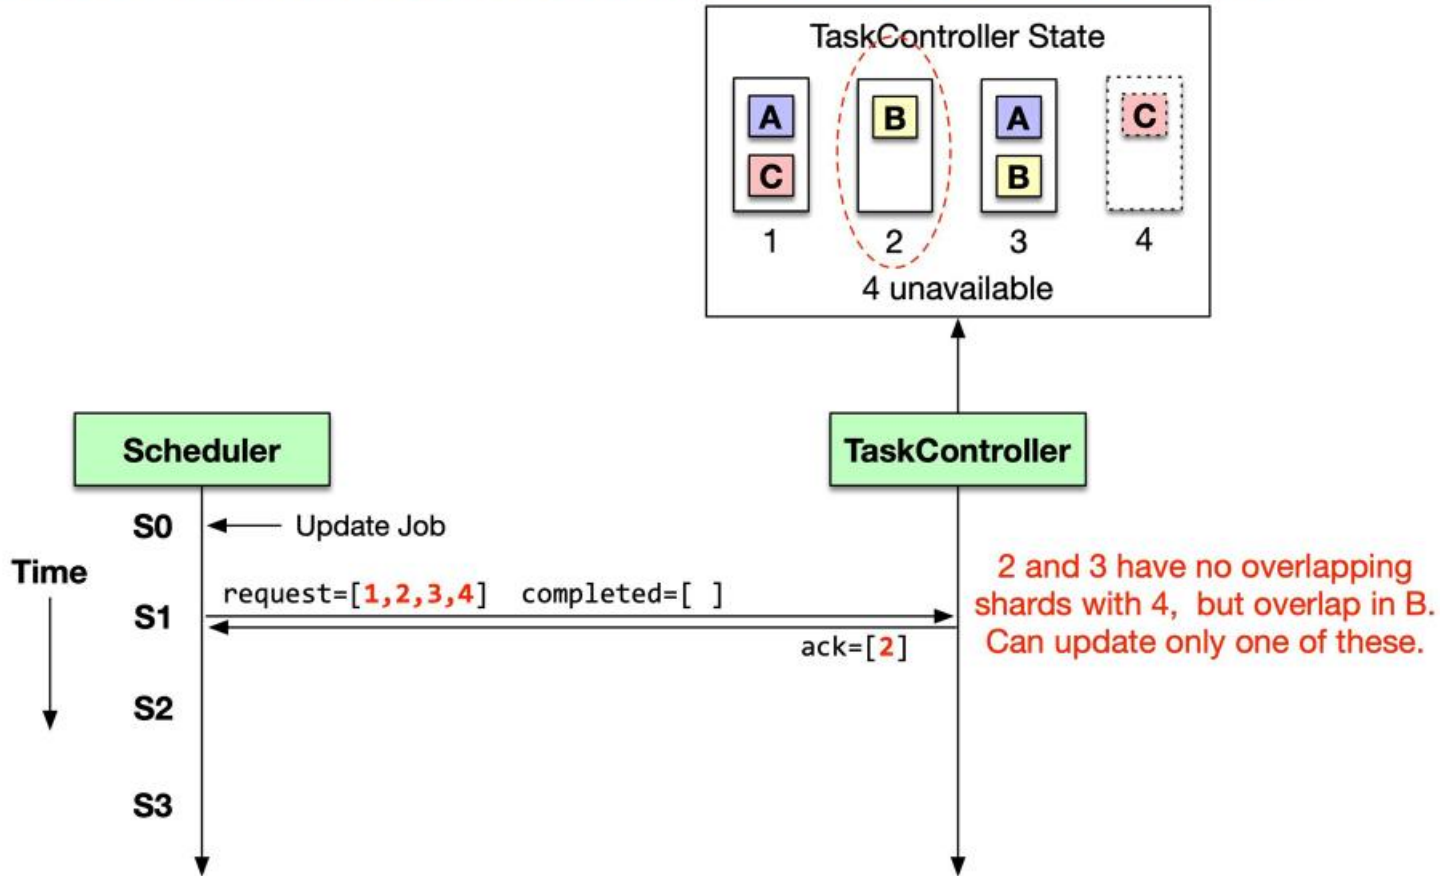 TaskController State
A
B
A
C
C
B
1
2
3
4
4 unavailable
Scheduler
TaskController
S0
Update Job
Time
request=[1,2,3,4] completed=[ ]
S1
ack=[2]
2 and 3 have no overlapping
shards with 4, but overlap in B.
Can update only one of these.
S2
S3